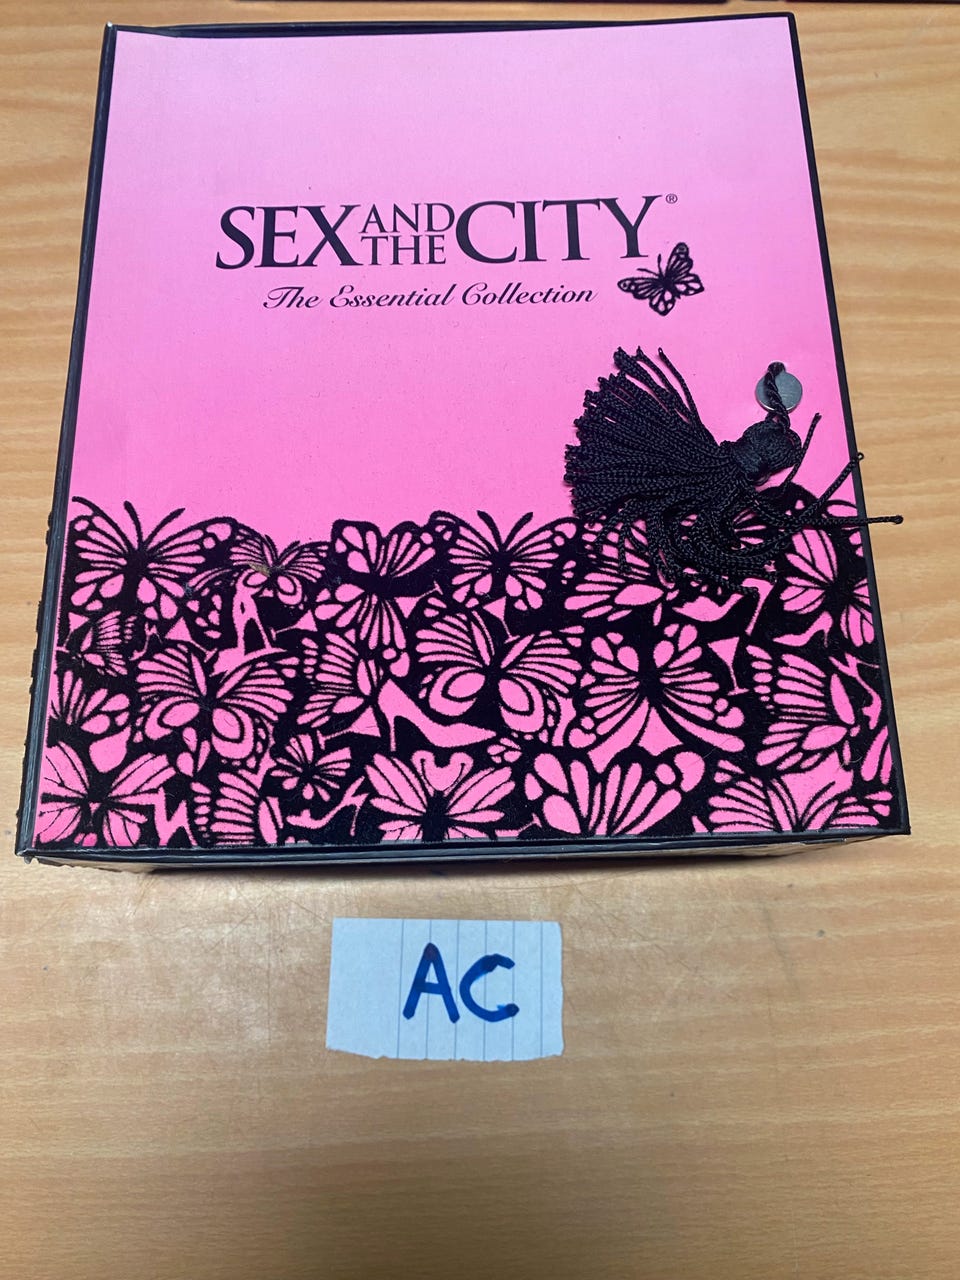 SEX AND THE CITY®
The Essential Collection
AC